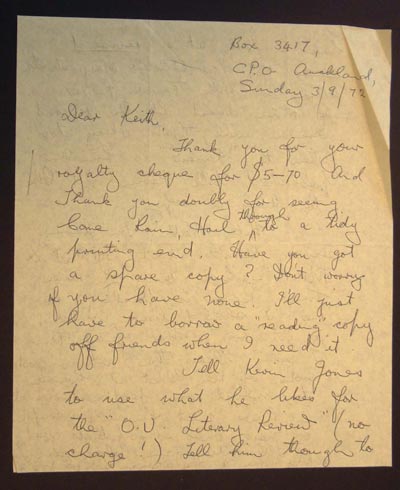 Box 3417,
C.P.O. Auckland,
Sunday 3/9/72
Dear Keith,
Thank you for your
royalty cheque for $5-70 And
Thank you doubly for seeing
through
Rain, Hail to a tidy
printing end. Have you got
a spare copy? Don't worry
if you have none. I'll just
have to borrow a "reading" copy
off friends when I need it
Tell Kevin Jones
to use what he likes for
the "O.U. Literary Review" (no
charge!) Tell him though to